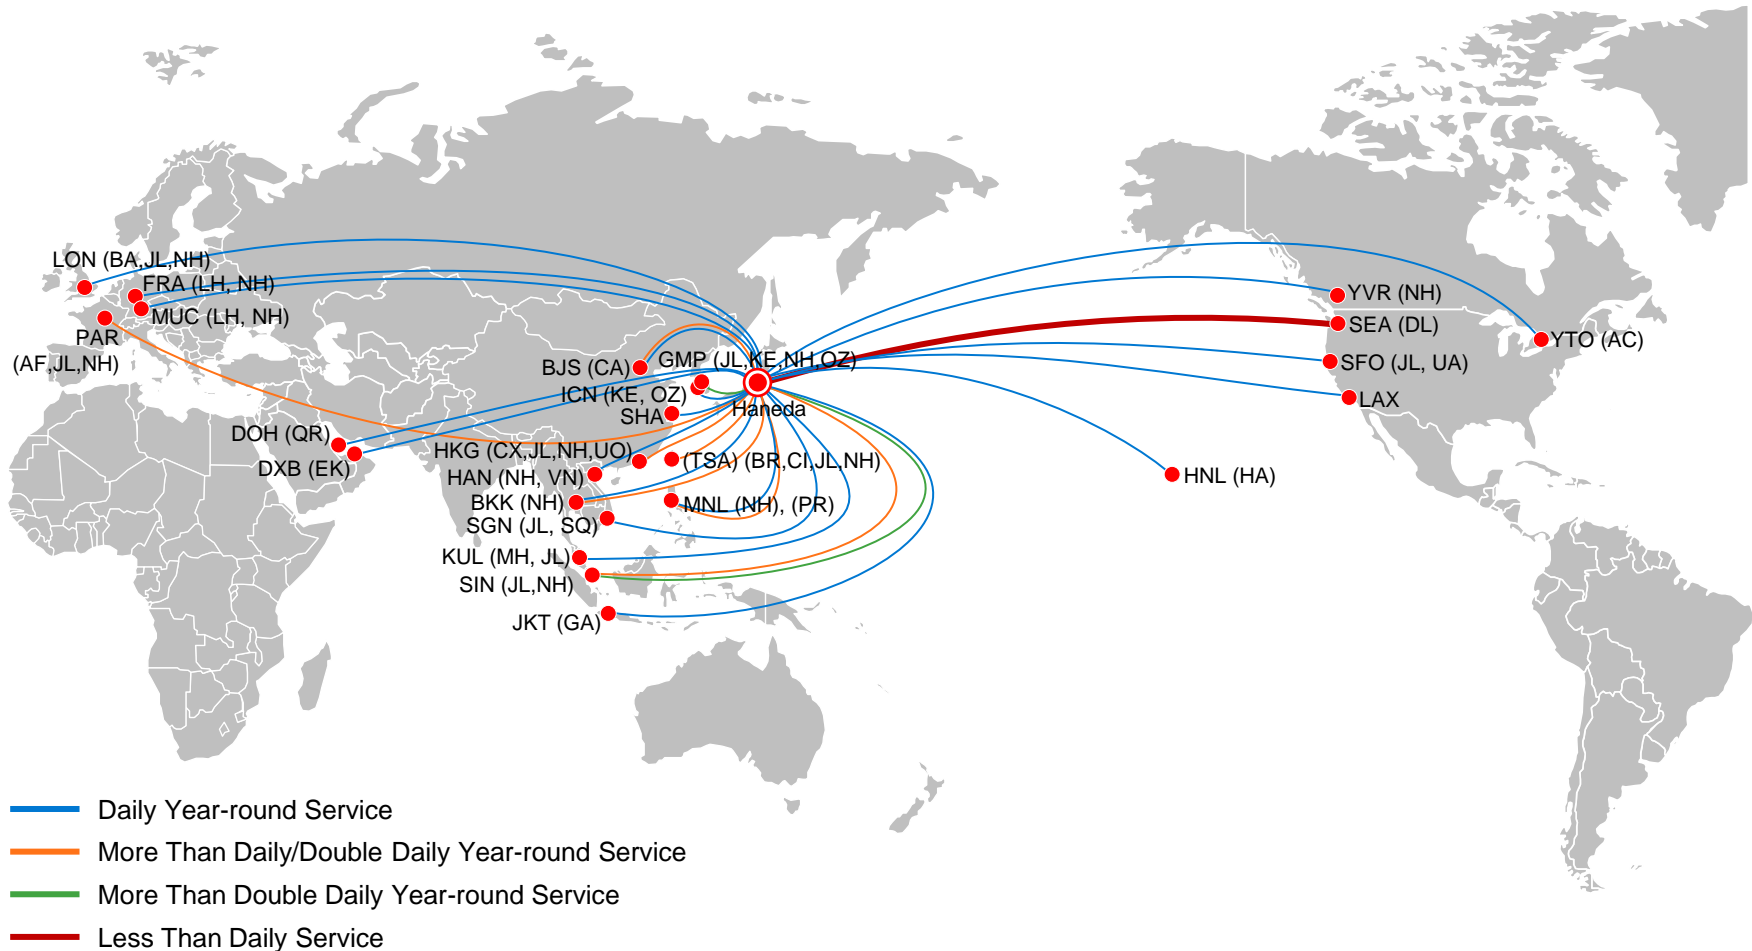 LON (BA,JL,NH)
FRA (LH, NH)
MUC (LH, NH)
PAR
(AF,JL,NH)
BJS (CA)
GMP (JL,KE,NH,OZ)
ICN (KE, OZ)
SHA
Haneda
DOH (QR)
DXB (EK)
HKG (CX,JL,NH,UO)
(TSA) (BR,CI,JL,NH)
HAN (NH, VN)
BKK (NH)
MNL (NH), (PR)
SGN (JL, SQ)
KUL (MH, JL)
SIN (JL,NH)
JKT (GA)
YVR (NH)
SEA (DL)
YTO (AC)
SFO (JL, UA)
LAX
HNL (HA)
Daily Year-round Service
More Than Daily/Double Daily Year-round Service
More Than Double Daily Year-round Service
Less Than Daily Service